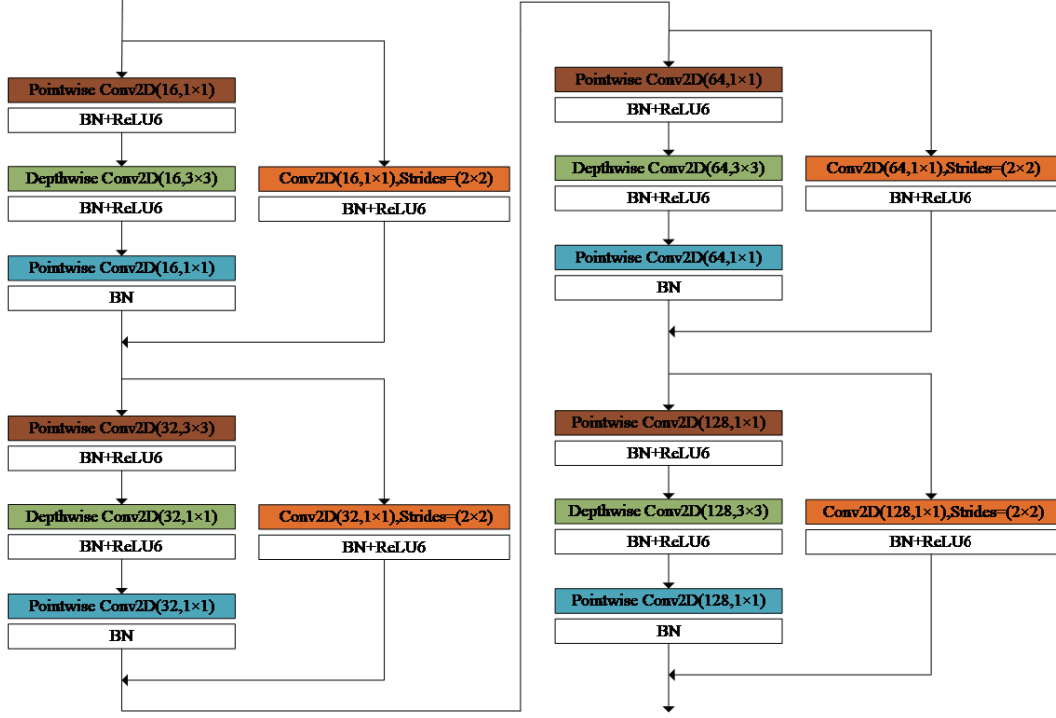 Pointwise Conv2D(16,1×1)
BN+ReLU6
Depthwise Conv2D(16,3×3)
BN+ReLU6
Pointwise Conv2D(16,1×1)
BN
Conv2D(16,1×1),Strides=(2×2)
BN+ReLU6
Pointwise Conv2D(32,3×3)
BN+ReLU6
Depthwise Conv2D(32,1×1)
BN+ReLU6
Pointwise Conv2D(32,1×1)
BN
Conv2D(32,1×1),Strides=(2×2)
BN+ReLU6
Pointwise Conv2D(64,1×1)
BN+ReLU6
Depthwise Conv2D(64,3×3)
BN+ReLU6
Pointwise Conv2D(64,1×1)
BN
Conv2D(64,1×1),Strides=(2×2)
BN+ReLU6
Pointwise Conv2D(128,1×1)
BN+ReLU6
Depthwise Conv2D(128,3×3)
BN+ReLU6
Pointwise Conv2D(128,1×1)
BN
Conv2D(128,1×1),Strides=(2×2)
BN+ReLU6